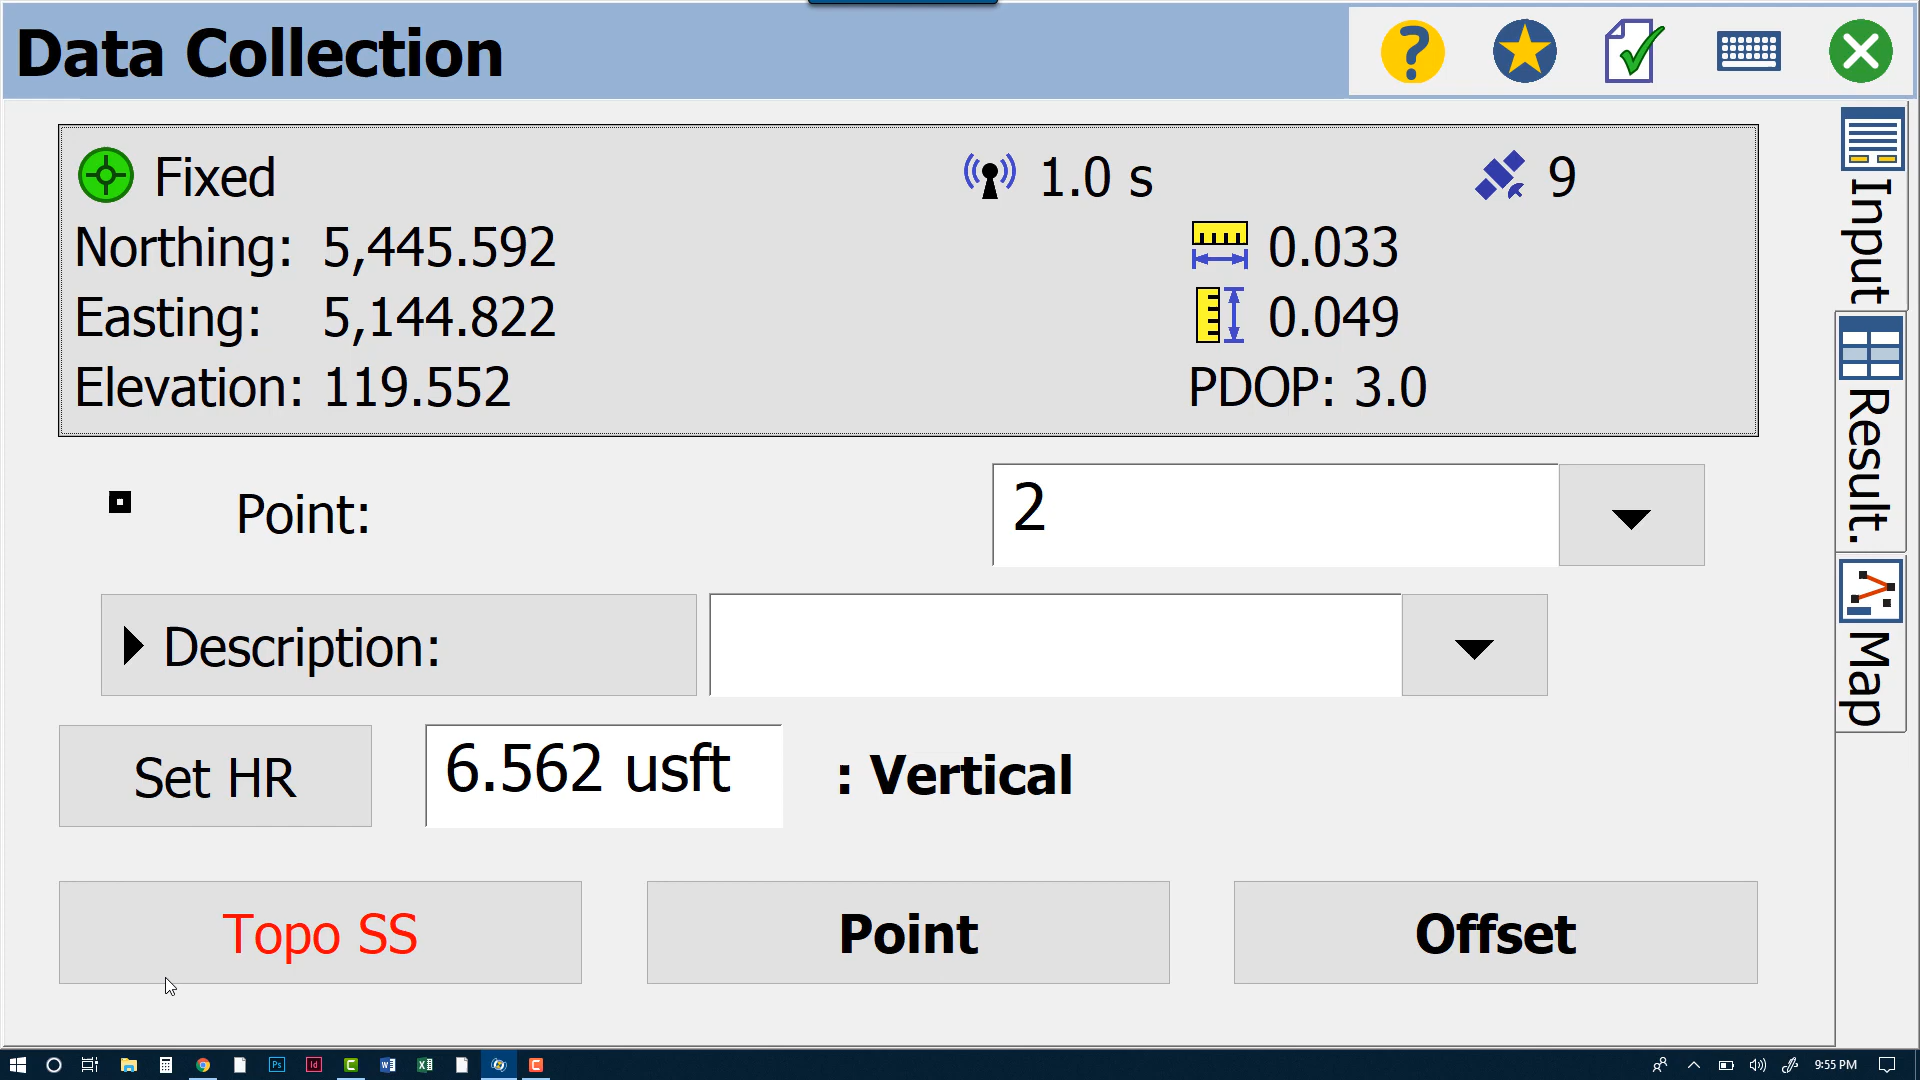 Data Collection
Fixed
1.0 s
9
Northing: 5,445.592
0.033
Easting: 5,144.822
0.049
Elevation: 119.552
PDOP: 3.0
Point:
2
Description:
Set HR
6.562 usft
: Vertical
Topo SS
Point
Offset
Input
Result.
Map
9:55 PM